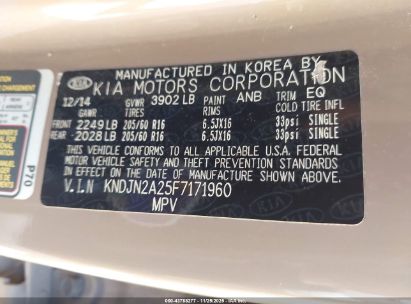 MANUFACTURED IN KOREA BY
KIA KIA MOTORS CORPORATION
12/14 GVWR 3902 LB PAINT ANB TRIM EQ
GAWR TIRES RIMS COLD TIRE INFL
FRONT 2249 LB 205/60 R16 6.5JX16 33psi SINGLE
REAR 2028 LB 205/60 R16 6.5JX16 33psi SINGLE
THIS VEHICLE CONFORMS TO ALL APPLICABLE U.S.A. FEDERAL
MOTOR VEHICLE SAFETY AND THEFT PREVENTION STANDARDS
IN EFFECT ON THE DATE OF MANUFACTURE SHOWN ABOVE.
V.I.N KNDJN2A25F7171960
MPV
P70